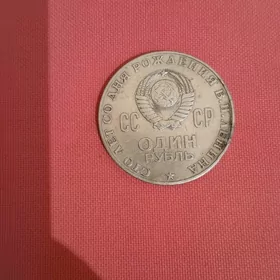 СТО ЛЕТ СО ДНЯ РОЖДЕНИЯ В.И.ЛЕНИНА
СС СР
ОДИН
РУБЛЬ